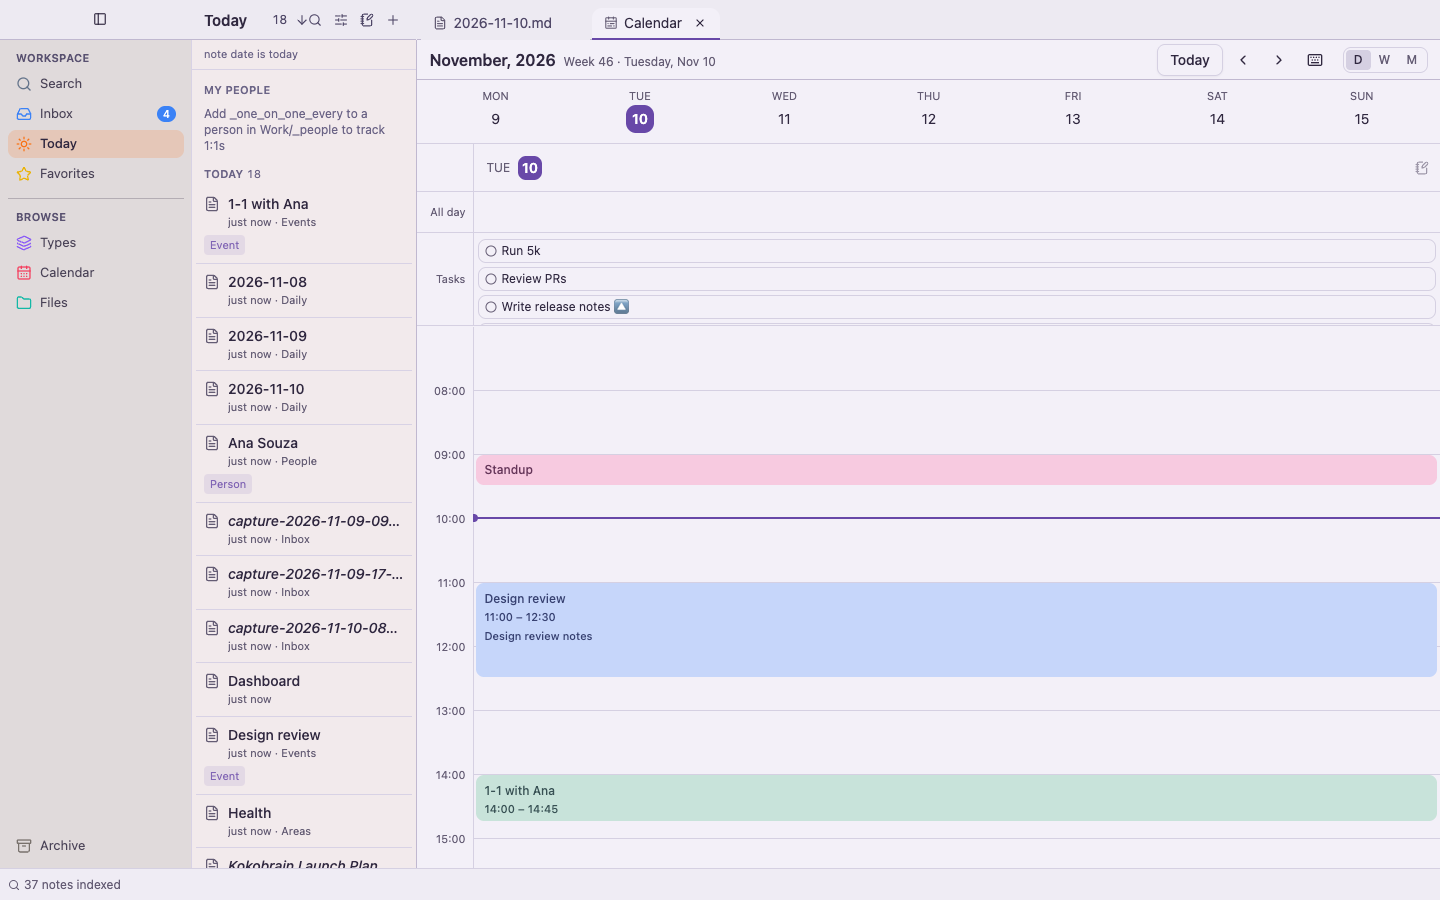 WORKSPACE
Search
Inbox 4
Today
Favorites
BROWSE
Types
Calendar
Files
Archive
37 notes indexed
Today 18
note date is today
MY PEOPLE
Add _one_on_one_every to a
person in Work/_people to track
1:1s
TODAY 18
1-1 with Ana
just now · Events
Event
2026-11-08
just now · Daily
2026-11-09
just now · Daily
2026-11-10
just now · Daily
Ana Souza
just now · People
Person
capture-2026-11-09-09...
just now · Inbox
capture-2026-11-09-17-...
just now · Inbox
capture-2026-11-10-08...
just now · Inbox
Dashboard
just now
Design review
just now · Events
Event
Health
just now · Areas
Kokobrain Launch Plan
2026-11-10.md
Calendar
November, 2026 Week 46 · Tuesday, Nov 10
Today
D W M
MON TUE WED THU FRI SAT SUN
9 10 11 12 13 14 15
TUE 10
All day
Tasks
Run 5k
Review PRs
Write release notes 🔼
08:00
09:00
Standup
10:00
11:00
Design review
11:00 – 12:30
Design review notes
12:00
13:00
14:00
1-1 with Ana
14:00 – 14:45
15:00